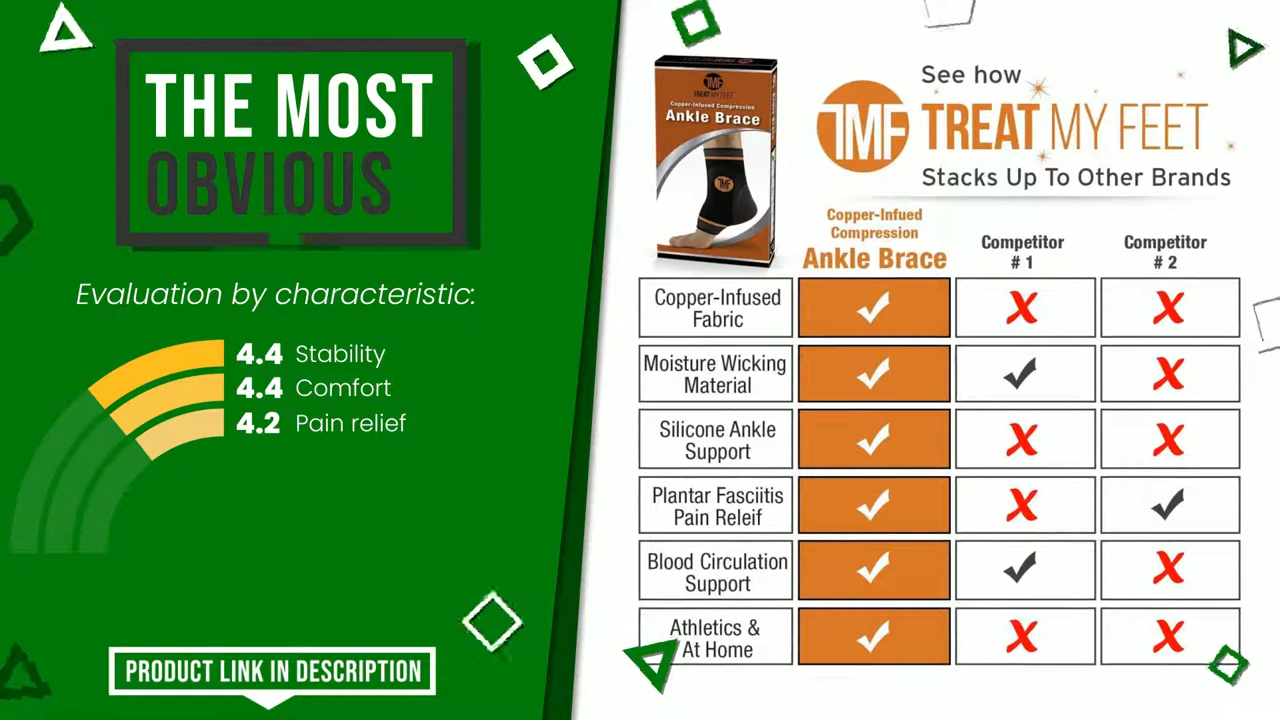 THE MOST
OBVIOUS
Evaluation by characteristic:
4.4 Stability
4.4 Comfort
4.2 Pain relief
PRODUCT LINK IN DESCRIPTION
TMF
TREAT MY FEET
Copper-Infused Compression
Ankle Brace
TMF
TMF
See how
TREAT MY FEET
Stacks Up To Other Brands
Copper-Infued
Compression
Ankle Brace
Competitor
# 1
Competitor
# 2
Copper-Infused
Fabric
Moisture Wicking
Material
Silicone Ankle
Support
Plantar Fasciitis
Pain Releif
Blood Circulation
Support
Athletics &
At Home